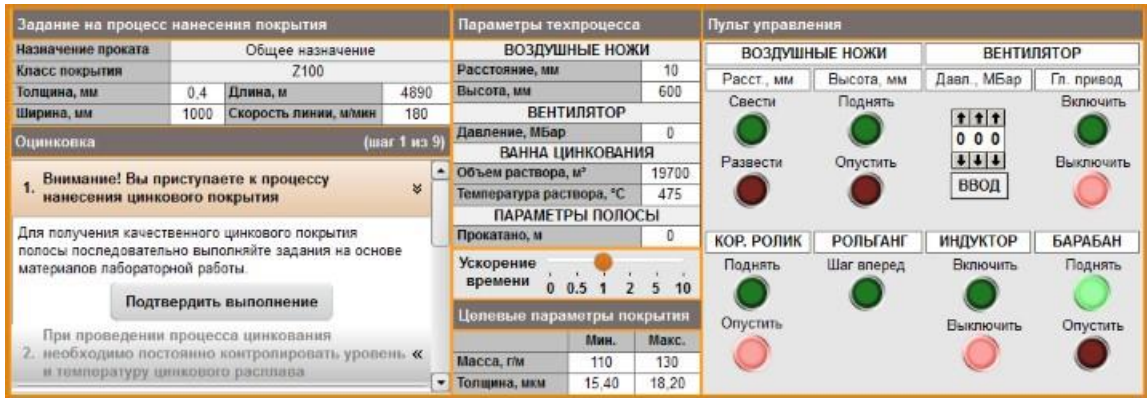 Задание на процесс нанесения покрытия
Назначение проката Общее назначение
Класс покрытия Z100
Толщина, мм 0,4 Длина, м 4890
Ширина, мм 1000 Скорость линии, м/мин 180
Оцинковка (шаг 1 из 9)
1. Внимание! Вы приступаете к процессу
нанесения цинкового покрытия
Для получения качественного цинкового покрытия
полосы последовательно выполняйте задания на основе
материалов лабораторной работы.
Подтвердить выполнение
При проведении процесса цинкования
2. необходимо постоянно контролировать уровень
и температуру цинкового расплава
Параметры техпроцесса
ВОЗДУШНЫЕ НОЖИ
Расстояние, мм 10
Высота, мм 600
ВЕНТИЛЯТОР
Давление, МБар 0
ВАННА ЦИНКОВАНИЯ
Объем раствора, м³ 19700
Температура раствора, °C 475
ПАРАМЕТРЫ ПОЛОСЫ
Прокатано, м 0
Ускорение
времени
0 0.5 1 2 5 10
Целевые параметры покрытия
Мин. Макс.
Масса, г/м 110 130
Толщина, мкм 15,40 18,20
Пульт управления
ВОЗДУШНЫЕ НОЖИ ВЕНТИЛЯТОР
Расст., мм Высота, мм Давл., МБар Гл. привод
Свести Поднять Включить
0 0 0
Развести Опустить Выключить
ВВОД
КОР. РОЛИК РОЛЬГАНГ ИНДУКТОР БАРАБАН
Поднять Шаг вперед Включить Поднять
Опустить Выключить Опустить